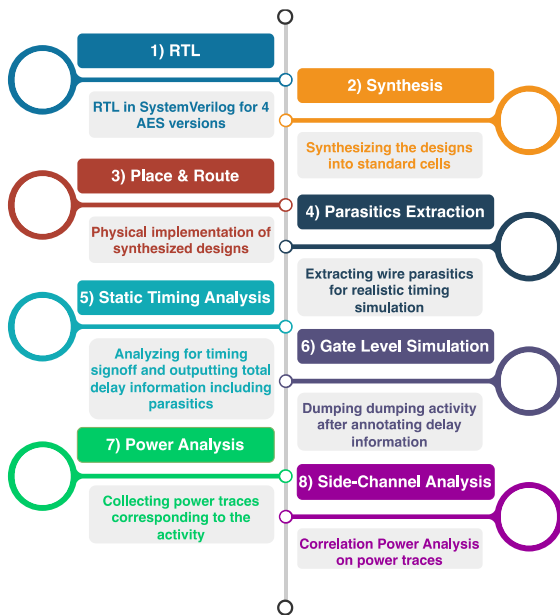 1) RTL
RTL in SystemVerilog for 4
AES versions
2) Synthesis
Synthesizing the designs
into standard cells
3) Place & Route
Physical implementation of
synthesized designs
4) Parasitics Extraction
Extracting wire parasitics
for realistic timing
simulation
5) Static Timing Analysis
Analyzing for timing
signoff and outputting total
delay information including
parasitics
6) Gate Level Simulation
Dumping dumping activity
after annotating delay
information
7) Power Analysis
Collecting power traces
corresponding to the
activity
8) Side-Channel Analysis
Correlation Power Analysis
on power traces